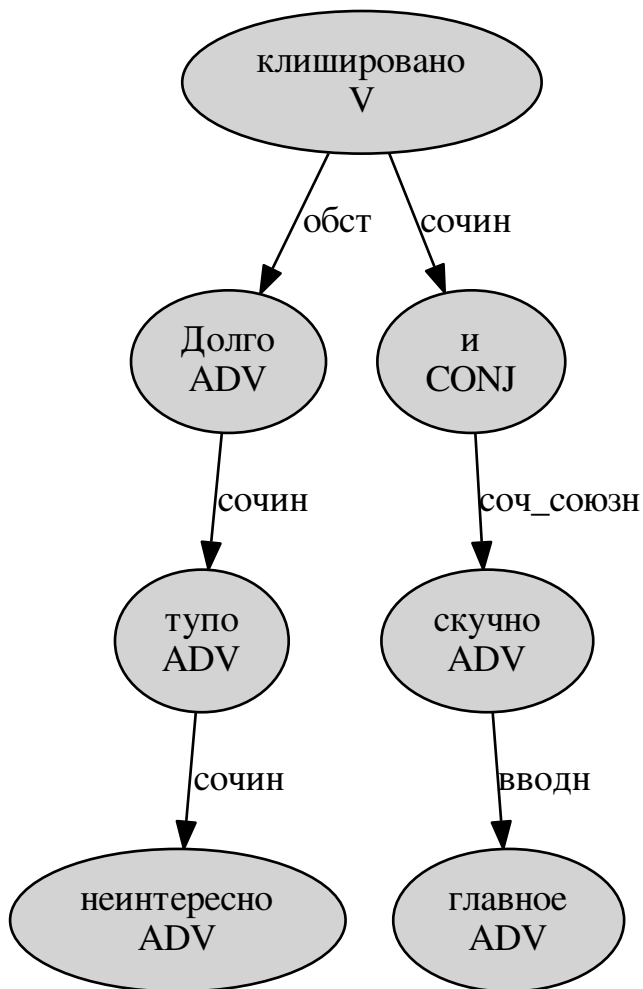 клишировано
V
обст
сочин
Долго
ADV
и
CONJ
сочин
соч_союзн
тупо
ADV
скучно
ADV
сочин
вводн
неинтересно
ADV
главное
ADV